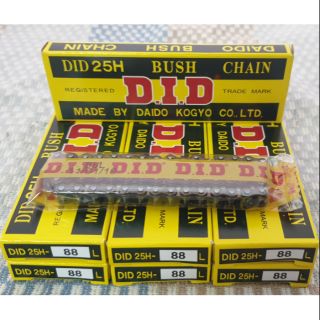 DAIDO BUSH CHAIN
DID 25H BUSH CHAIN
REGISTERED D.I.D TRADE MARK
MADE BY DAIDO KOGYO CO., LTD.
D.I.D D.I.D D.I.D D.I.D
DID 25H- 88 L
DID 25H- 88 L
DID 25H- 88 L
DID 25H- 88 L
DID 25H- 88 L
DID 25H- 88 L